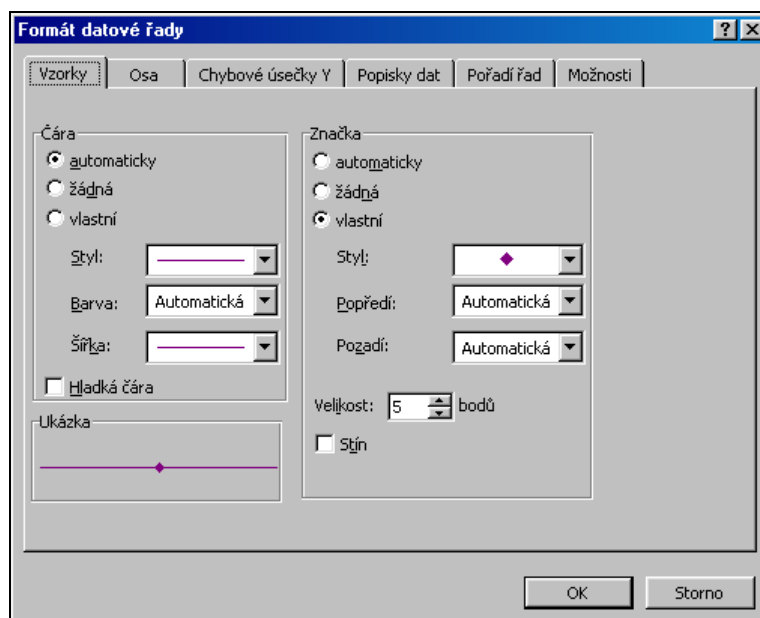 Formát datové řady
Vzorky Osa Chybové úsečky Y Popisky dat Pořadí řad Možnosti
Čára
automaticky
žádná
vlastní
Styl:
Barva: Automatická
Šířka:
Hladká čára
Ukázka
Značka
automaticky
žádná
vlastní
Styl:
Popředí: Automatická
Pozadí: Automatická
Velikost: 5 bodů
Stín
OK Storno